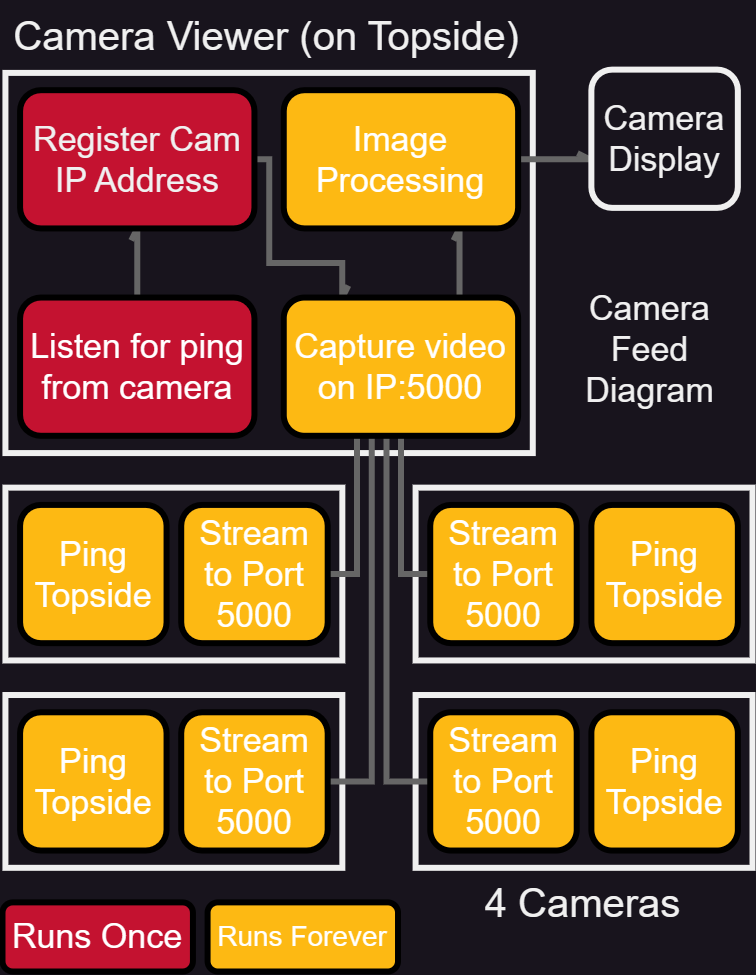 Camera Viewer (on Topside)
Register Cam
IP Address
Image
Processing
Camera
Display
Listen for ping
from camera
Capture video
on IP:5000
Camera
Feed
Diagram
Ping
Topside
Stream
to Port
5000
Stream
to Port
5000
Ping
Topside
Ping
Topside
Stream
to Port
5000
Stream
to Port
5000
Ping
Topside
4 Cameras
Runs Once
Runs Forever